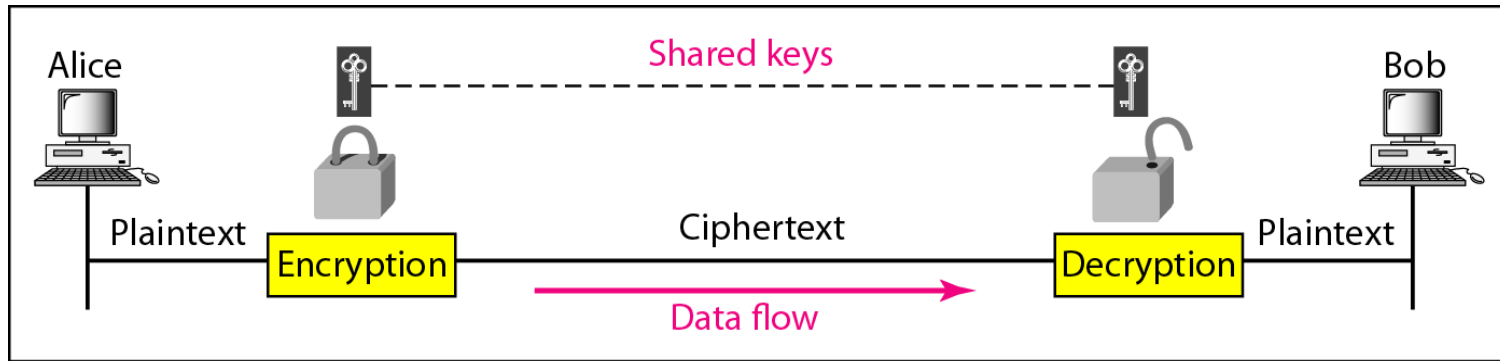 Shared keys
Alice
Bob
Plaintext
Encryption
Ciphertext
Decryption
Plaintext
Data flow